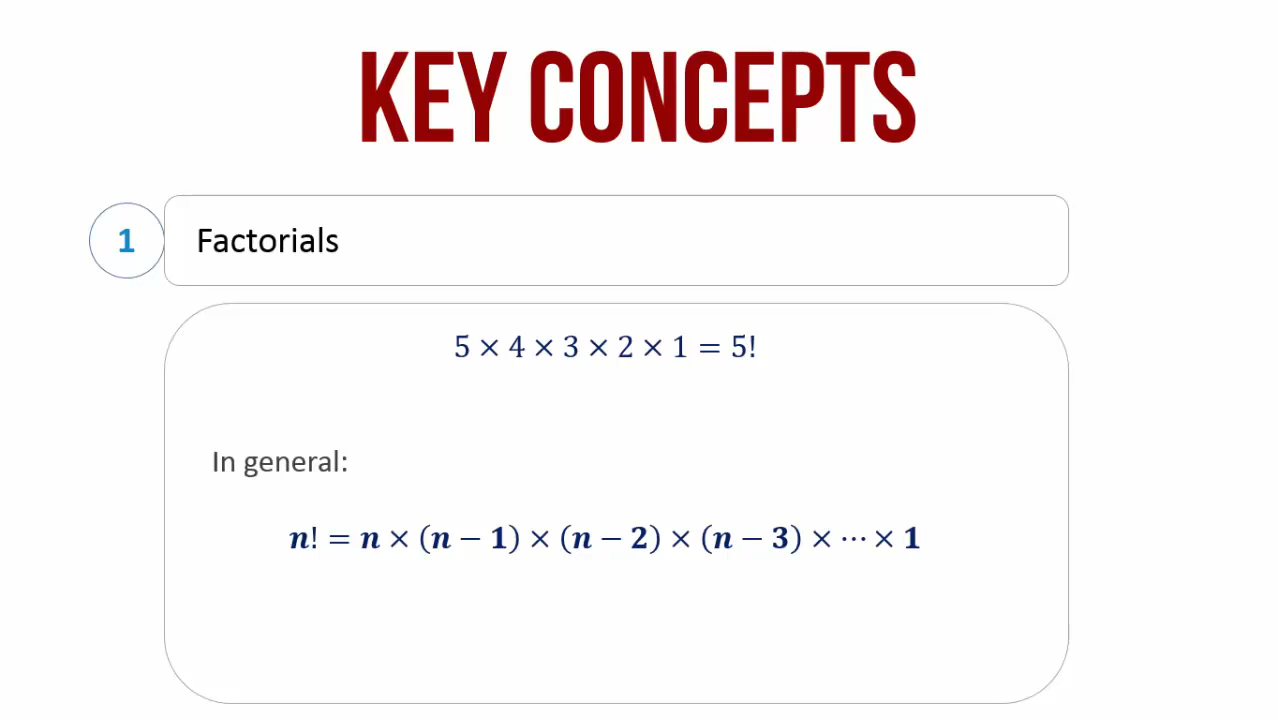 KEY CONCEPTS
1 Factorials
5 × 4 × 3 × 2 × 1 = 5!
In general:
n! = n × (n − 1) × (n − 2) × (n − 3) × ⋯ × 1